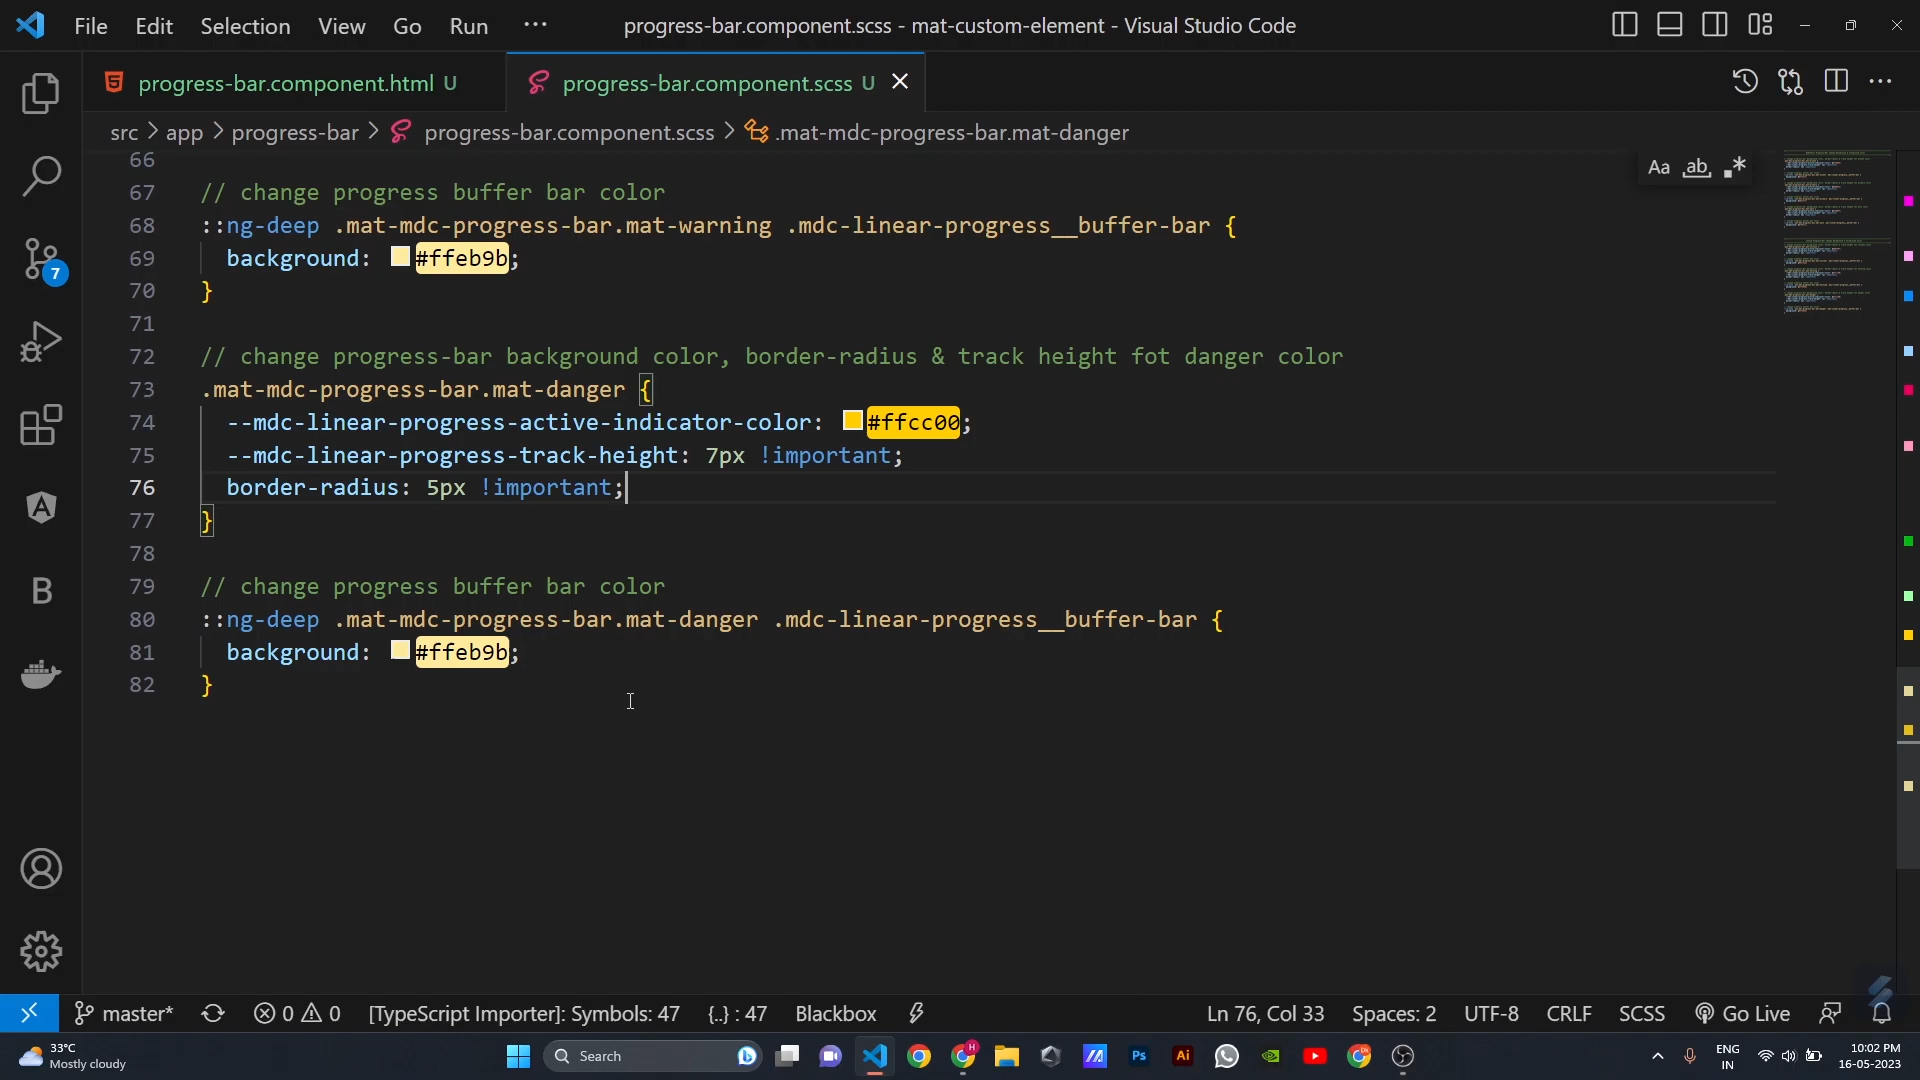 File Edit Selection View Go Run ··· progress-bar.component.scss - mat-custom-element - Visual Studio Code
progress-bar.component.html U progress-bar.component.scss U
src > app > progress-bar > progress-bar.component.scss > .mat-mdc-progress-bar.mat-danger
66
67 // change progress buffer bar color
68 ::ng-deep .mat-mdc-progress-bar.mat-warning .mdc-linear-progress__buffer-bar {
69 background: #ffeb9b;
70 }
71
72 // change progress-bar background color, border-radius & track height fot danger color
73 .mat-mdc-progress-bar.mat-danger {
74 --mdc-linear-progress-active-indicator-color: #ffcc00;
75 --mdc-linear-progress-track-height: 7px !important;
76 border-radius: 5px !important;
77 }
78
79 // change progress buffer bar color
80 ::ng-deep .mat-mdc-progress-bar.mat-danger .mdc-linear-progress__buffer-bar {
81 background: #ffeb9b;
82 }
Aa ab .*
7
B
master* 0 0 [TypeScript Importer]: Symbols: 47 {..} : 47 Blackbox Ln 76, Col 33 Spaces: 2 UTF-8 CRLF SCSS Go Live
33°C
Mostly cloudy
Search
H
Ps
Ai
DX
ENG
IN
10:02 PM
16-05-2023